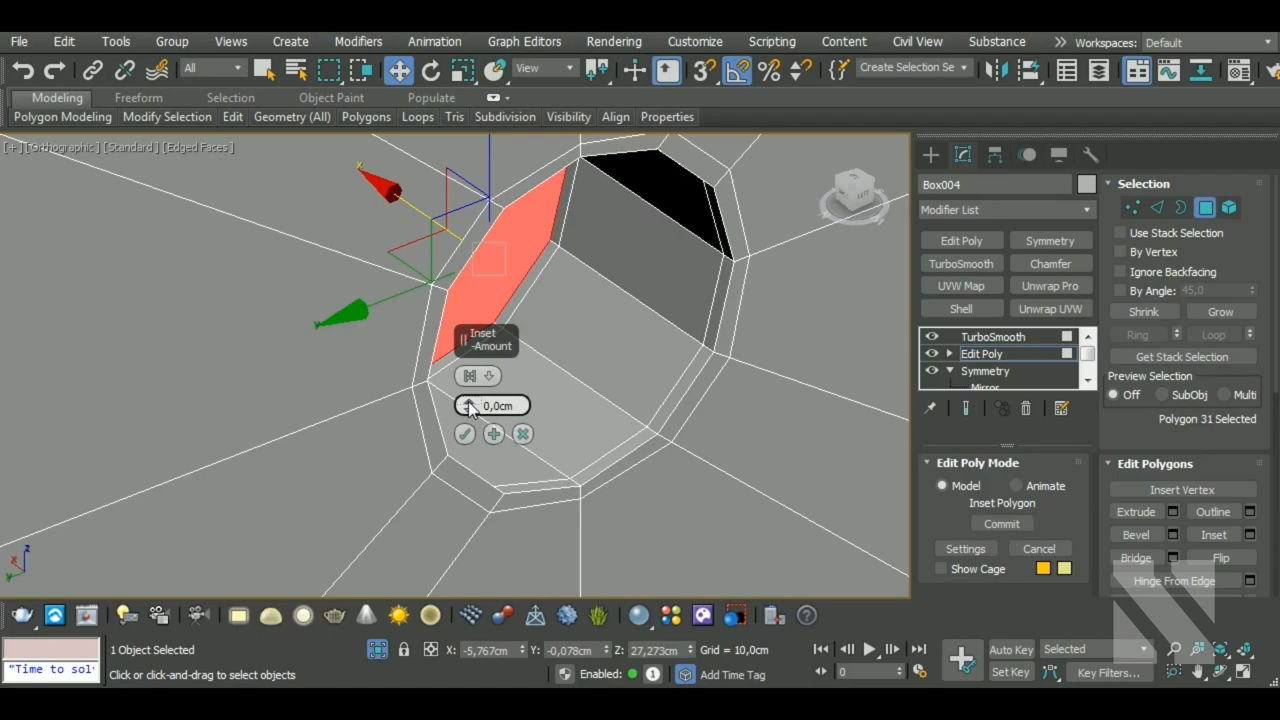 File Edit Tools Group Views Create Modifiers Animation Graph Editors Rendering Customize Scripting Content Civil View Substance Workspaces: Default
All View Create Selection Se
Modeling Freeform Selection Object Paint Populate
Polygon Modeling Modify Selection Edit Geometry (All) Polygons Loops Tris Subdivision Visibility Align Properties
[+] [Orthographic] [Standard] [Edged Faces]
x
y
Inset
-Amount
0,0cm
z
x
y
Box004
Modifier List
Edit Poly Symmetry
TurboSmooth Chamfer
UVW Map Unwrap Pro
Shell Unwrap UVW
TurboSmooth
Edit Poly
Symmetry
Mirror
Edit Poly Mode
Model Animate
Inset Polygon
Commit
Settings Cancel
Show Cage
Selection
Use Stack Selection
By Vertex
Ignore Backfacing
By Angle: 45,0
Shrink Grow
Ring Loop
Get Stack Selection
Preview Selection
Off SubObj Multi
Polygon 31 Selected
Edit Polygons
Insert Vertex
Extrude Outline
Bevel Inset
Bridge Flip
Hinge From Edge
"Time to sol
1 Object Selected
Click or click-and-drag to select objects
X: -5,767cm Y: -0,078cm Z: 27,273cm Grid = 10,0cm
Enabled: 1 Add Time Tag
0
Auto Key Selected
Set Key Key Filters...